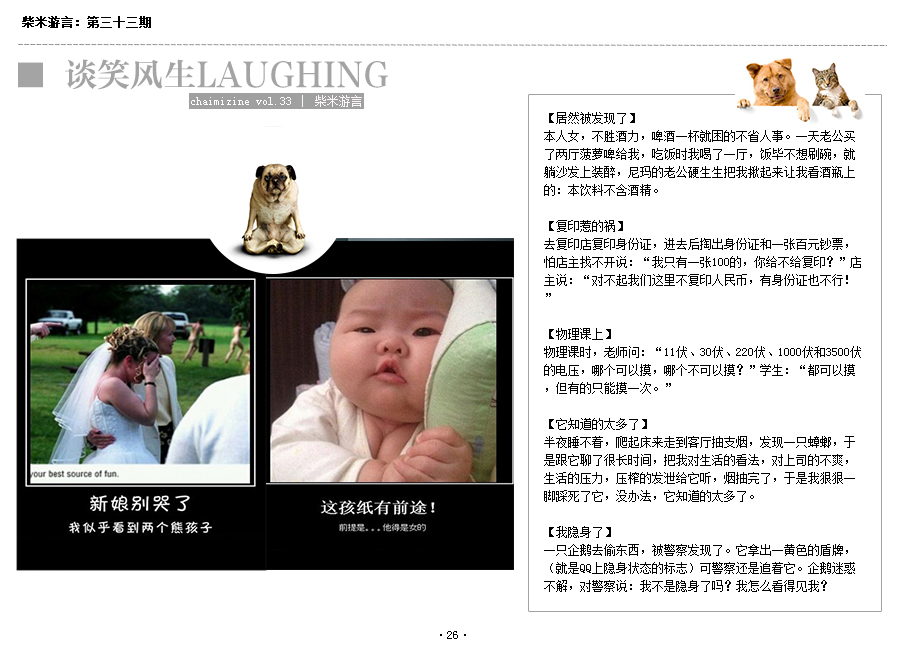 柴米游言：第三十三期
谈笑风生LAUGHING
chaimizine vol.33 | 柴米游言
your best source of fun.
新娘别哭了
我似乎看到两个熊孩子
这孩纸有前途！
前提是。。。他得是女的
【居然被发现了】
本人女，不胜酒力，啤酒一杯就困的不省人事。一天老公买
了两厅菠萝啤给我，吃饭时我喝了一厅，饭毕不想刷碗，就
躺沙发上装醉，尼玛的老公硬生生把我揪起来让我看酒瓶上
的：本饮料不含酒精。
【复印惹的祸】
去复印店复印身份证，进去后掏出身份证和一张百元钞票，
怕店主找不开说：“我只有一张100的，你给不给复印？”店
主说：“对不起我们这里不复印人民币，有身份证也不行！
”
【物理课上】
物理课时，老师问：“11伏、30伏、220伏、1000伏和3500伏
的电压，哪个可以摸，哪个不可以摸？”学生：“都可以摸
，但有的只能摸一次。”
【它知道的太多了】
半夜睡不着，爬起床来走到客厅抽支烟，发现一只蟑螂，于
是跟它聊了很长时间，把我对生活的看法，对上司的不爽，
生活的压力，压榨的发泄给它听，烟抽完了，于是我狠狠一
脚踩死了它，没办法，它知道的太多了。
【我隐身了】
一只企鹅去偷东西，被警察发现了。它拿出一黄色的盾牌，
（就是QQ上隐身状态的标志）可警察还是追着它。企鹅迷惑
不解，对警察说：我不是隐身了吗？我怎么看得见我？
· 26 ·